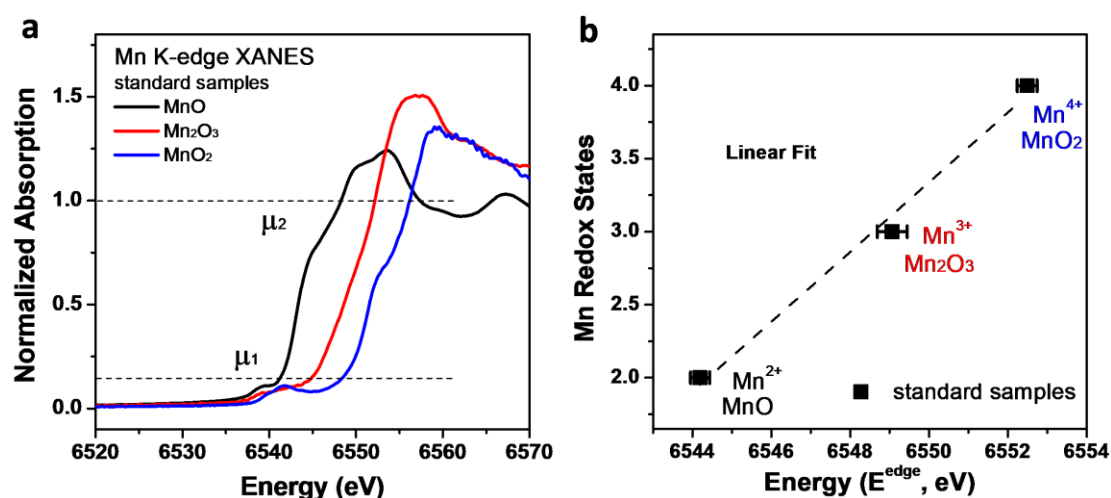 a
Mn K-edge XANES
standard samples
MnO
Mn₂O₃
MnO₂
μ₂
μ₁
1.5
1.0
0.5
0.0
Normalized Absorption
6520 6530 6540 6550 6560 6570
Energy (eV)
b
4.0
3.5
3.0
2.5
2.0
Mn Redox States
Linear Fit
Mn⁴⁺
MnO₂
Mn³⁺
Mn₂O₃
Mn²⁺
MnO
standard samples
6544 6546 6548 6550 6552 6554
Energy (Eᵉᵈᵍᵉ, eV)